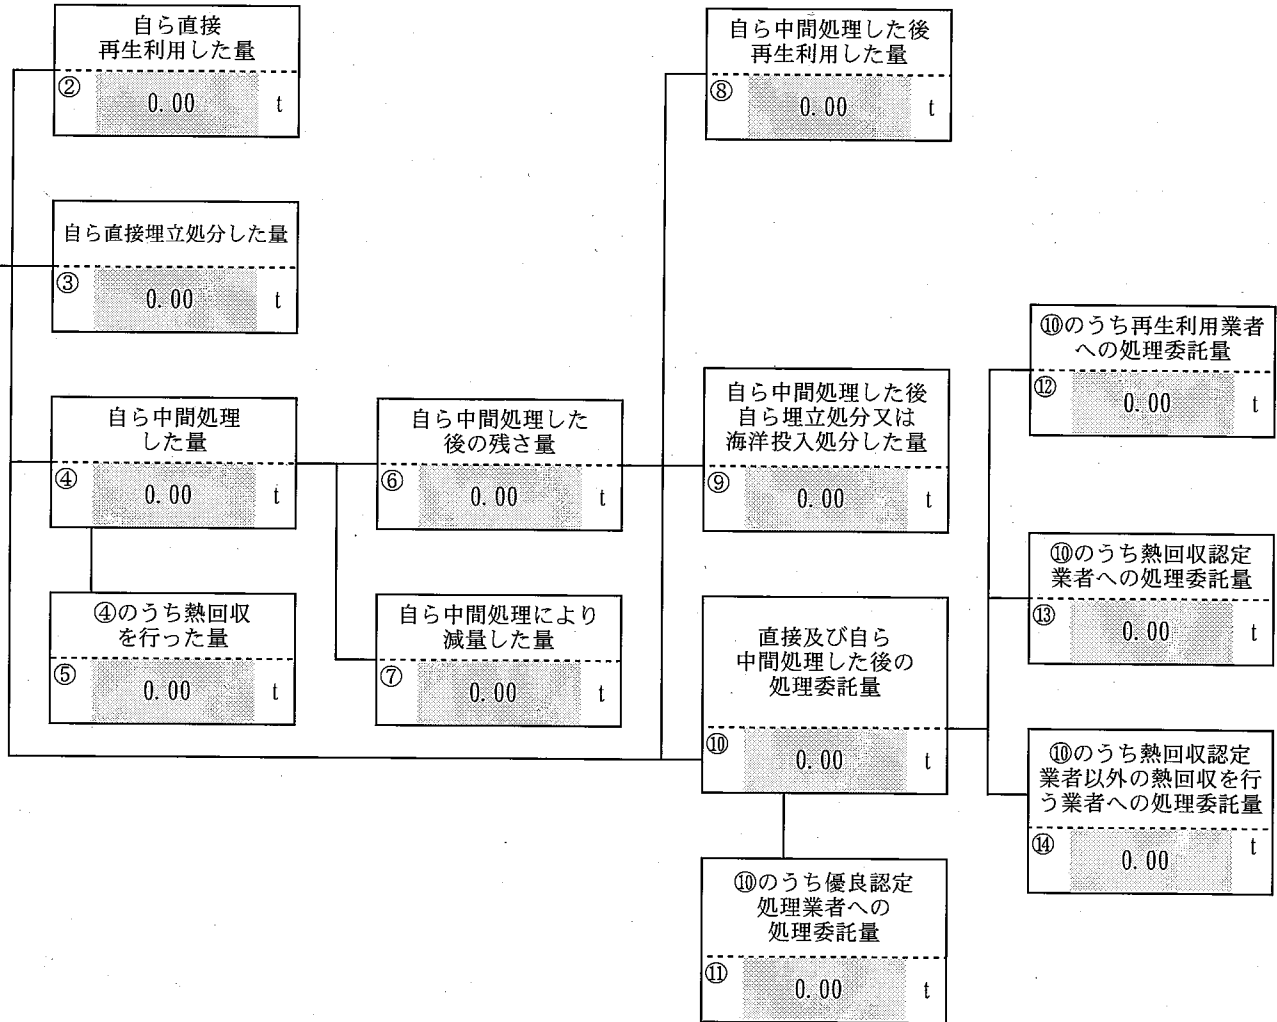 自ら直接
再生利用した量
② 0.00 t
自ら直接埋立処分した量
③ 0.00 t
自ら中間処理
した量
④ 0.00 t
④のうち熱回収
を行った量
⑤ 0.00 t
自ら中間処理した
後の残さ量
⑥ 0.00 t
自ら中間処理により
減量した量
⑦ 0.00 t
自ら中間処理した後
再生利用した量
⑧ 0.00 t
自ら中間処理した後
自ら埋立処分又は
海洋投入処分した量
⑨ 0.00 t
直接及び自ら
中間処理した後の
処理委託量
⑩ 0.00 t
⑩のうち優良認定
処理業者への
処理委託量
⑪ 0.00 t
⑩のうち再生利用業者
への処理委託量
⑫ 0.00 t
⑩のうち熱回収認定
業者への処理委託量
⑬ 0.00 t
⑩のうち熱回収認定
業者以外の熱回収を行
う業者への処理委託量
⑭ 0.00 t